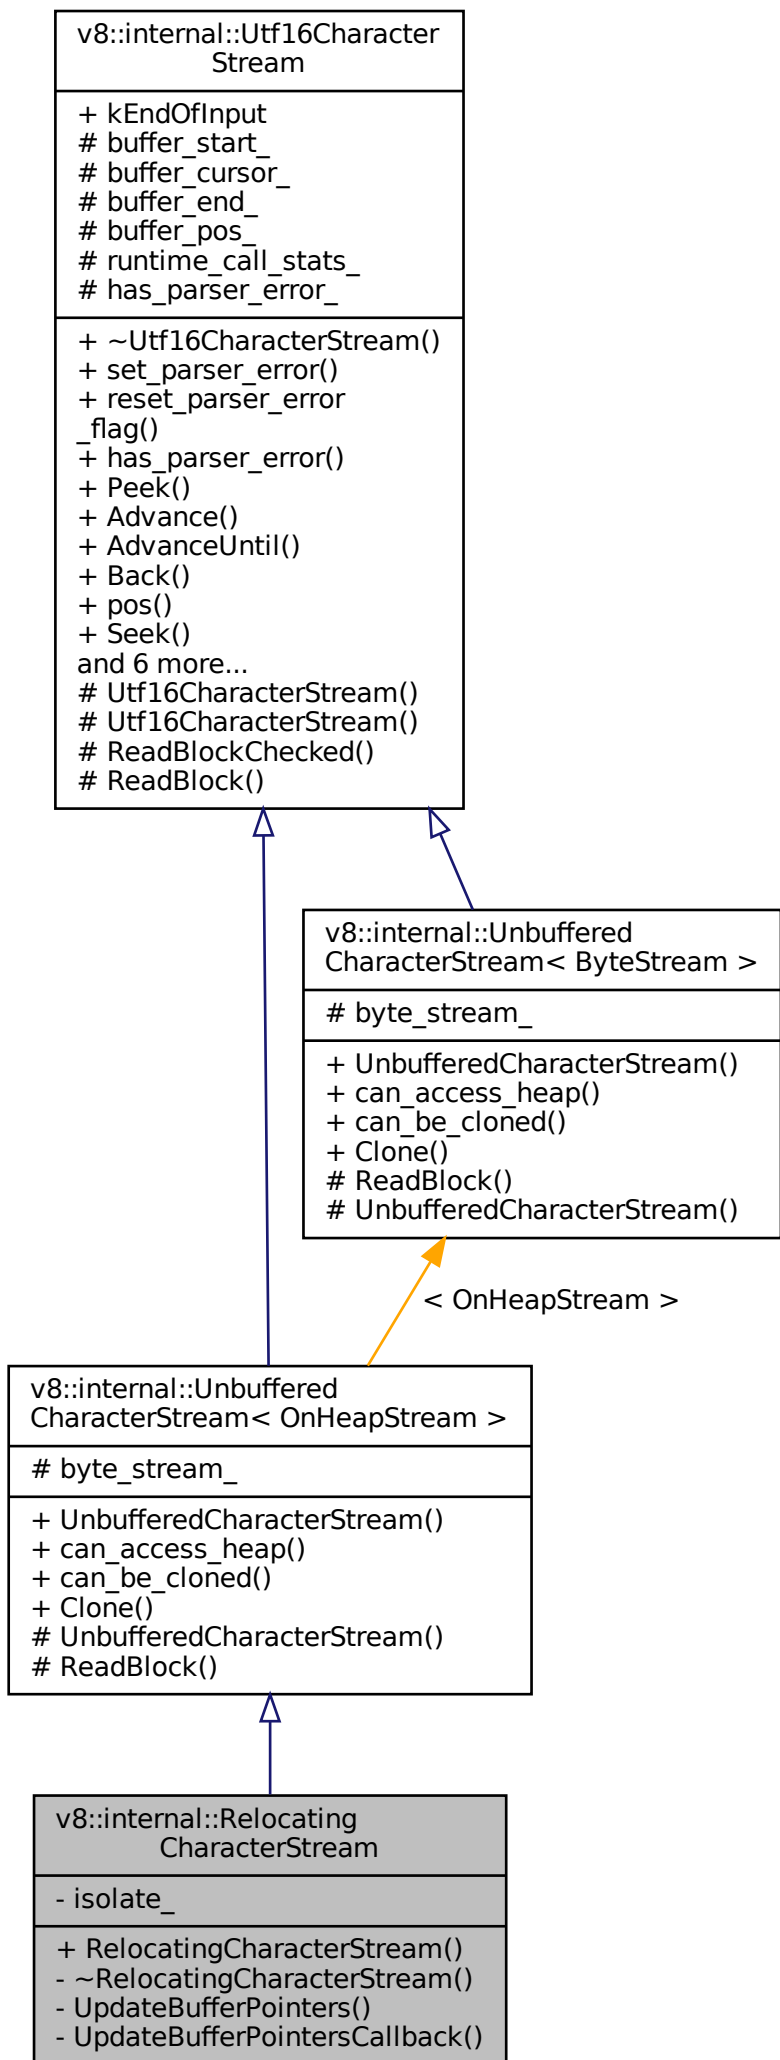 v8::internal::Utf16Character
Stream
+ kEndOfInput
# buffer_start_
# buffer_cursor_
# buffer_end_
# buffer_pos_
# runtime_call_stats_
# has_parser_error_
+ ~Utf16CharacterStream()
+ set_parser_error()
+ reset_parser_error
_flag()
+ has_parser_error()
+ Peek()
+ Advance()
+ AdvanceUntil()
+ Back()
+ pos()
+ Seek()
and 6 more...
# Utf16CharacterStream()
# Utf16CharacterStream()
# ReadBlockChecked()
# ReadBlock()
v8::internal::Unbuffered
CharacterStream< ByteStream >
# byte_stream_
+ UnbufferedCharacterStream()
+ can_access_heap()
+ can_be_cloned()
+ Clone()
# ReadBlock()
# UnbufferedCharacterStream()
< OnHeapStream >
v8::internal::Unbuffered
CharacterStream< OnHeapStream >
# byte_stream_
+ UnbufferedCharacterStream()
+ can_access_heap()
+ can_be_cloned()
+ Clone()
# UnbufferedCharacterStream()
# ReadBlock()
v8::internal::Relocating
CharacterStream
- isolate_
+ RelocatingCharacterStream()
- ~RelocatingCharacterStream()
- UpdateBufferPointers()
- UpdateBufferPointersCallback()